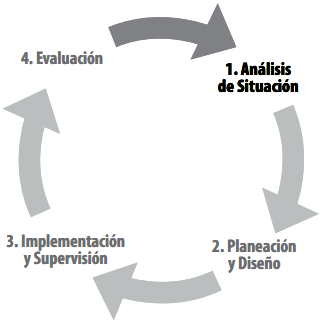 1. Análisis
de Situación
2. Planeación
y Diseño
3. Implementación
y Supervisión
4. Evaluación